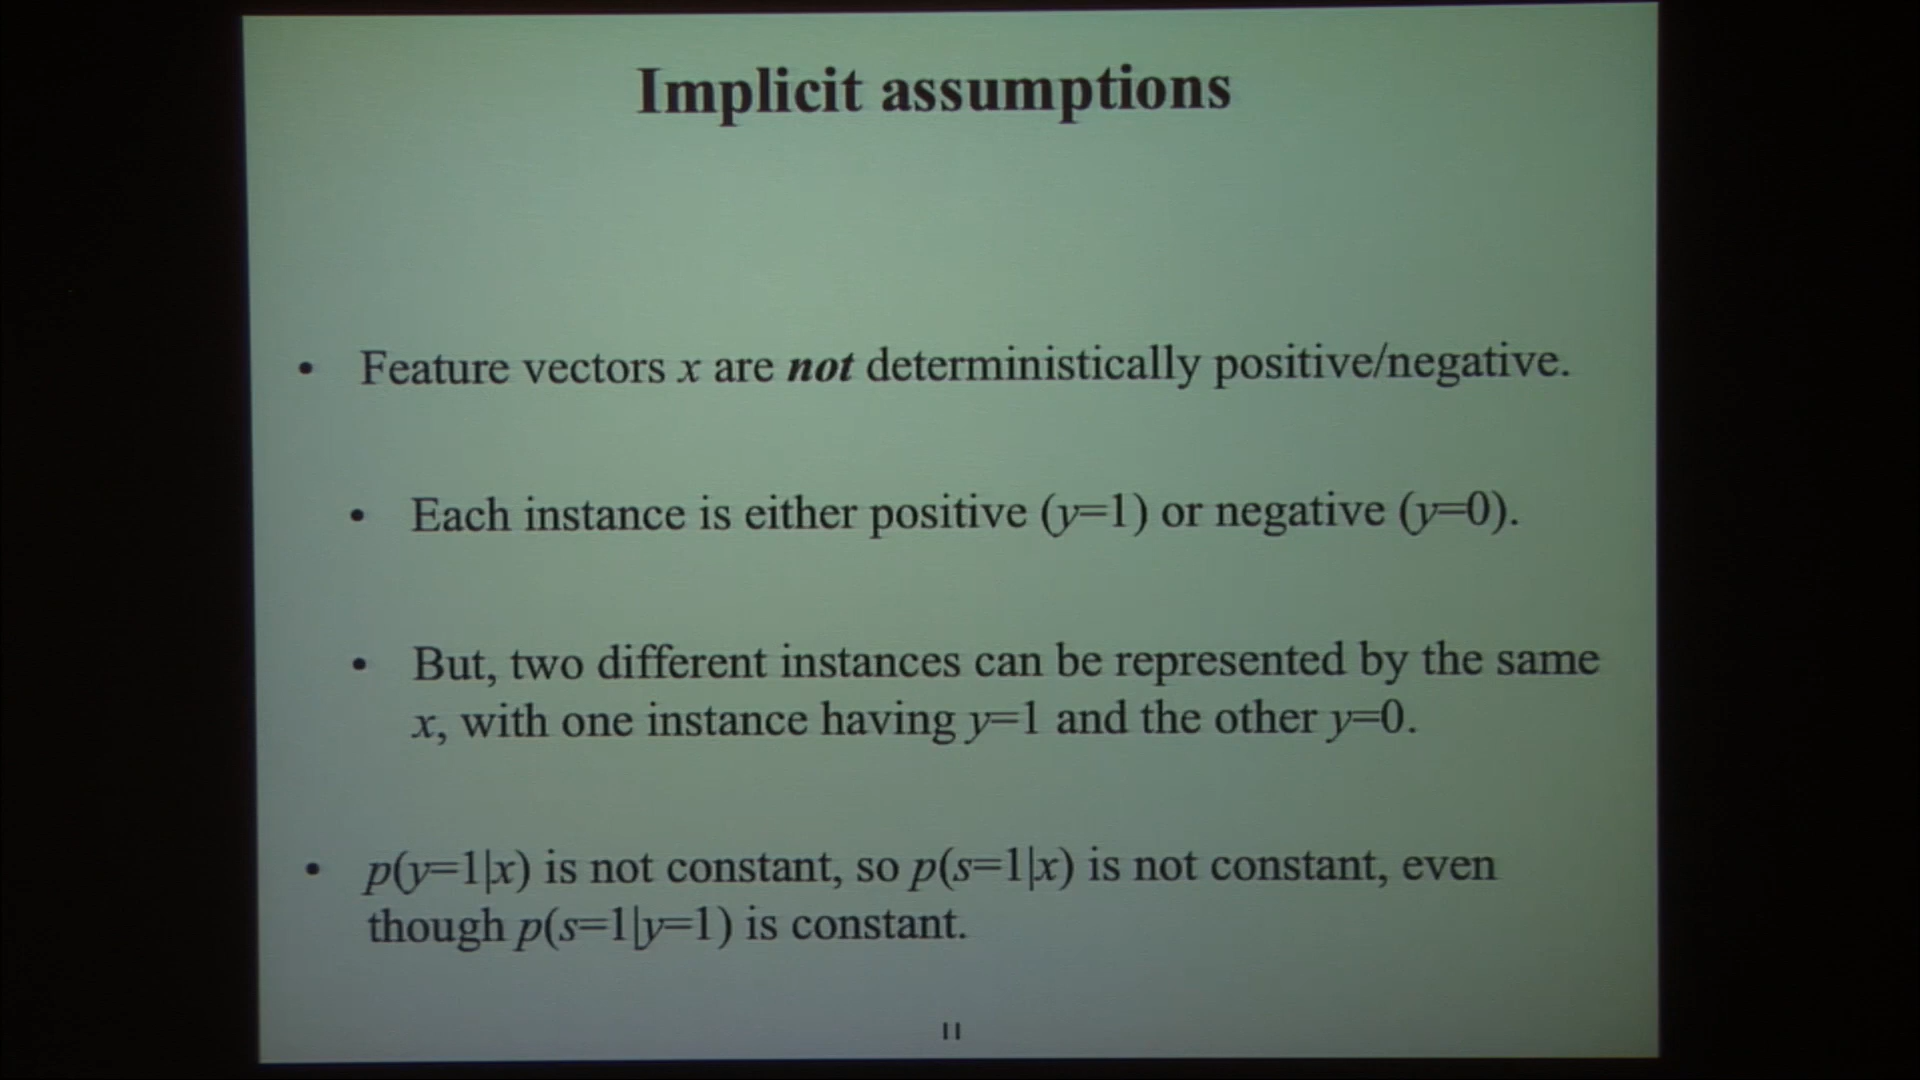 Implicit assumptions
• Feature vectors x are not deterministically positive/negative.
• Each instance is either positive (y=1) or negative (y=0).
• But, two different instances can be represented by the same
x, with one instance having y=1 and the other y=0.
• p(y=1|x) is not constant, so p(s=1|x) is not constant, even
though p(s=1|y=1) is constant.
11